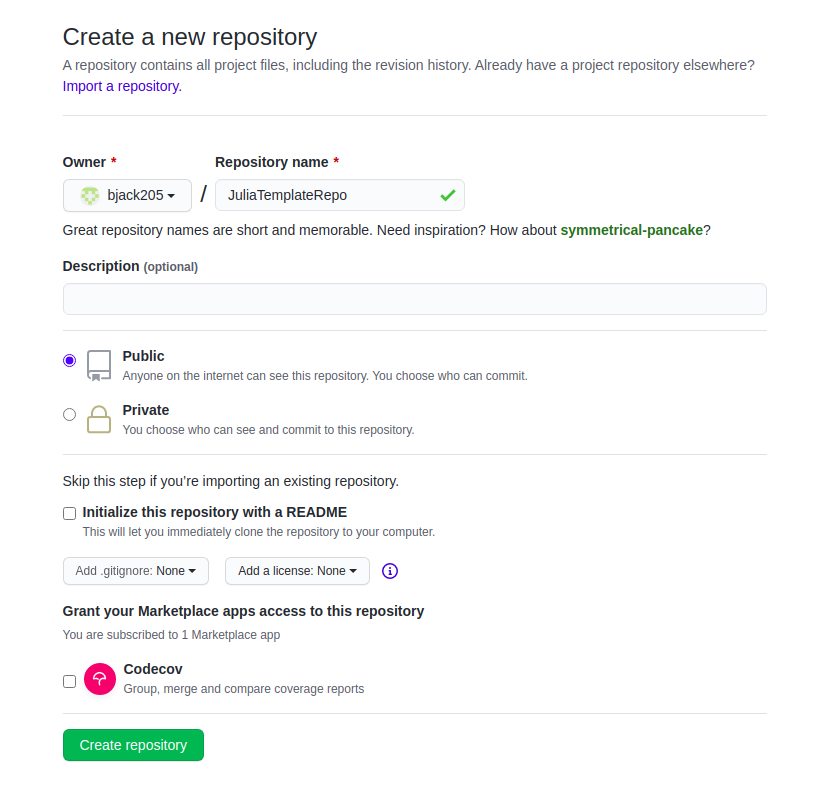 Create a new repository
A repository contains all project files, including the revision history. Already have a project repository elsewhere?
Import a repository.
Owner * Repository name *
bjack205 / JuliaTemplateRepo
Great repository names are short and memorable. Need inspiration? How about symmetrical-pancake?
Description (optional)
Public
Anyone on the internet can see this repository. You choose who can commit.
Private
You choose who can see and commit to this repository.
Skip this step if you’re importing an existing repository.
Initialize this repository with a README
This will let you immediately clone the repository to your computer.
Add .gitignore: None Add a license: None
Grant your Marketplace apps access to this repository
You are subscribed to 1 Marketplace app
Codecov
Group, merge and compare coverage reports
Create repository